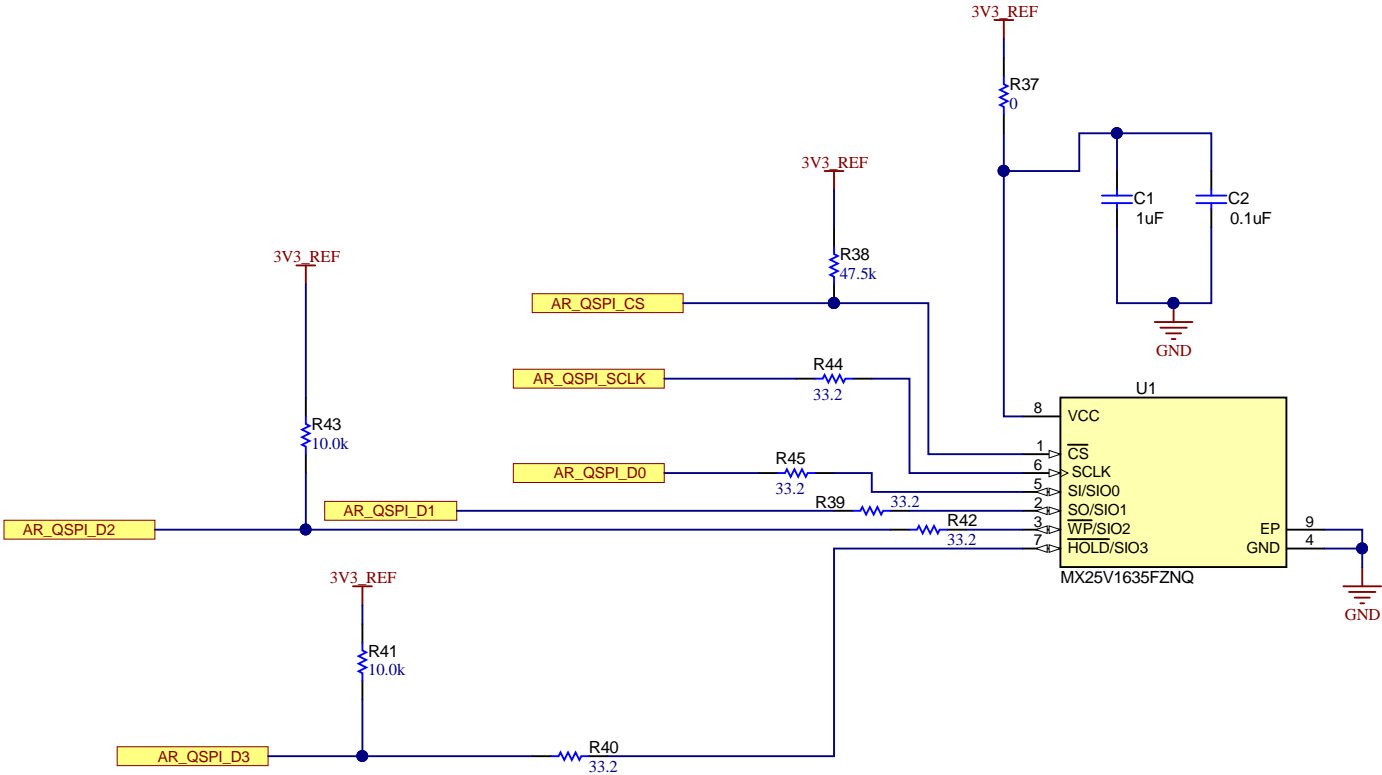 3V3_REF
R37
0
3V3_REF
C1
1uF
C2
0.1uF
R38
47.5k
3V3_REF
AR_QSPI_CS
GND
R44
AR_QSPI_SCLK
33.2
U1
8 VCC
R43
10.0k
1 CS
R45
6 SCLK
AR_QSPI_D0
33.2
5 SI/SIO0
R39
33.2
AR_QSPI_D1
2 SO/SIO1
R42
AR_QSPI_D2
33.2
3 WP/SIO2
EP 9
7 HOLD/SIO3
GND 4
3V3_REF
MX25V1635FZNQ
GND
R41
10.0k
R40
AR_QSPI_D3
33.2